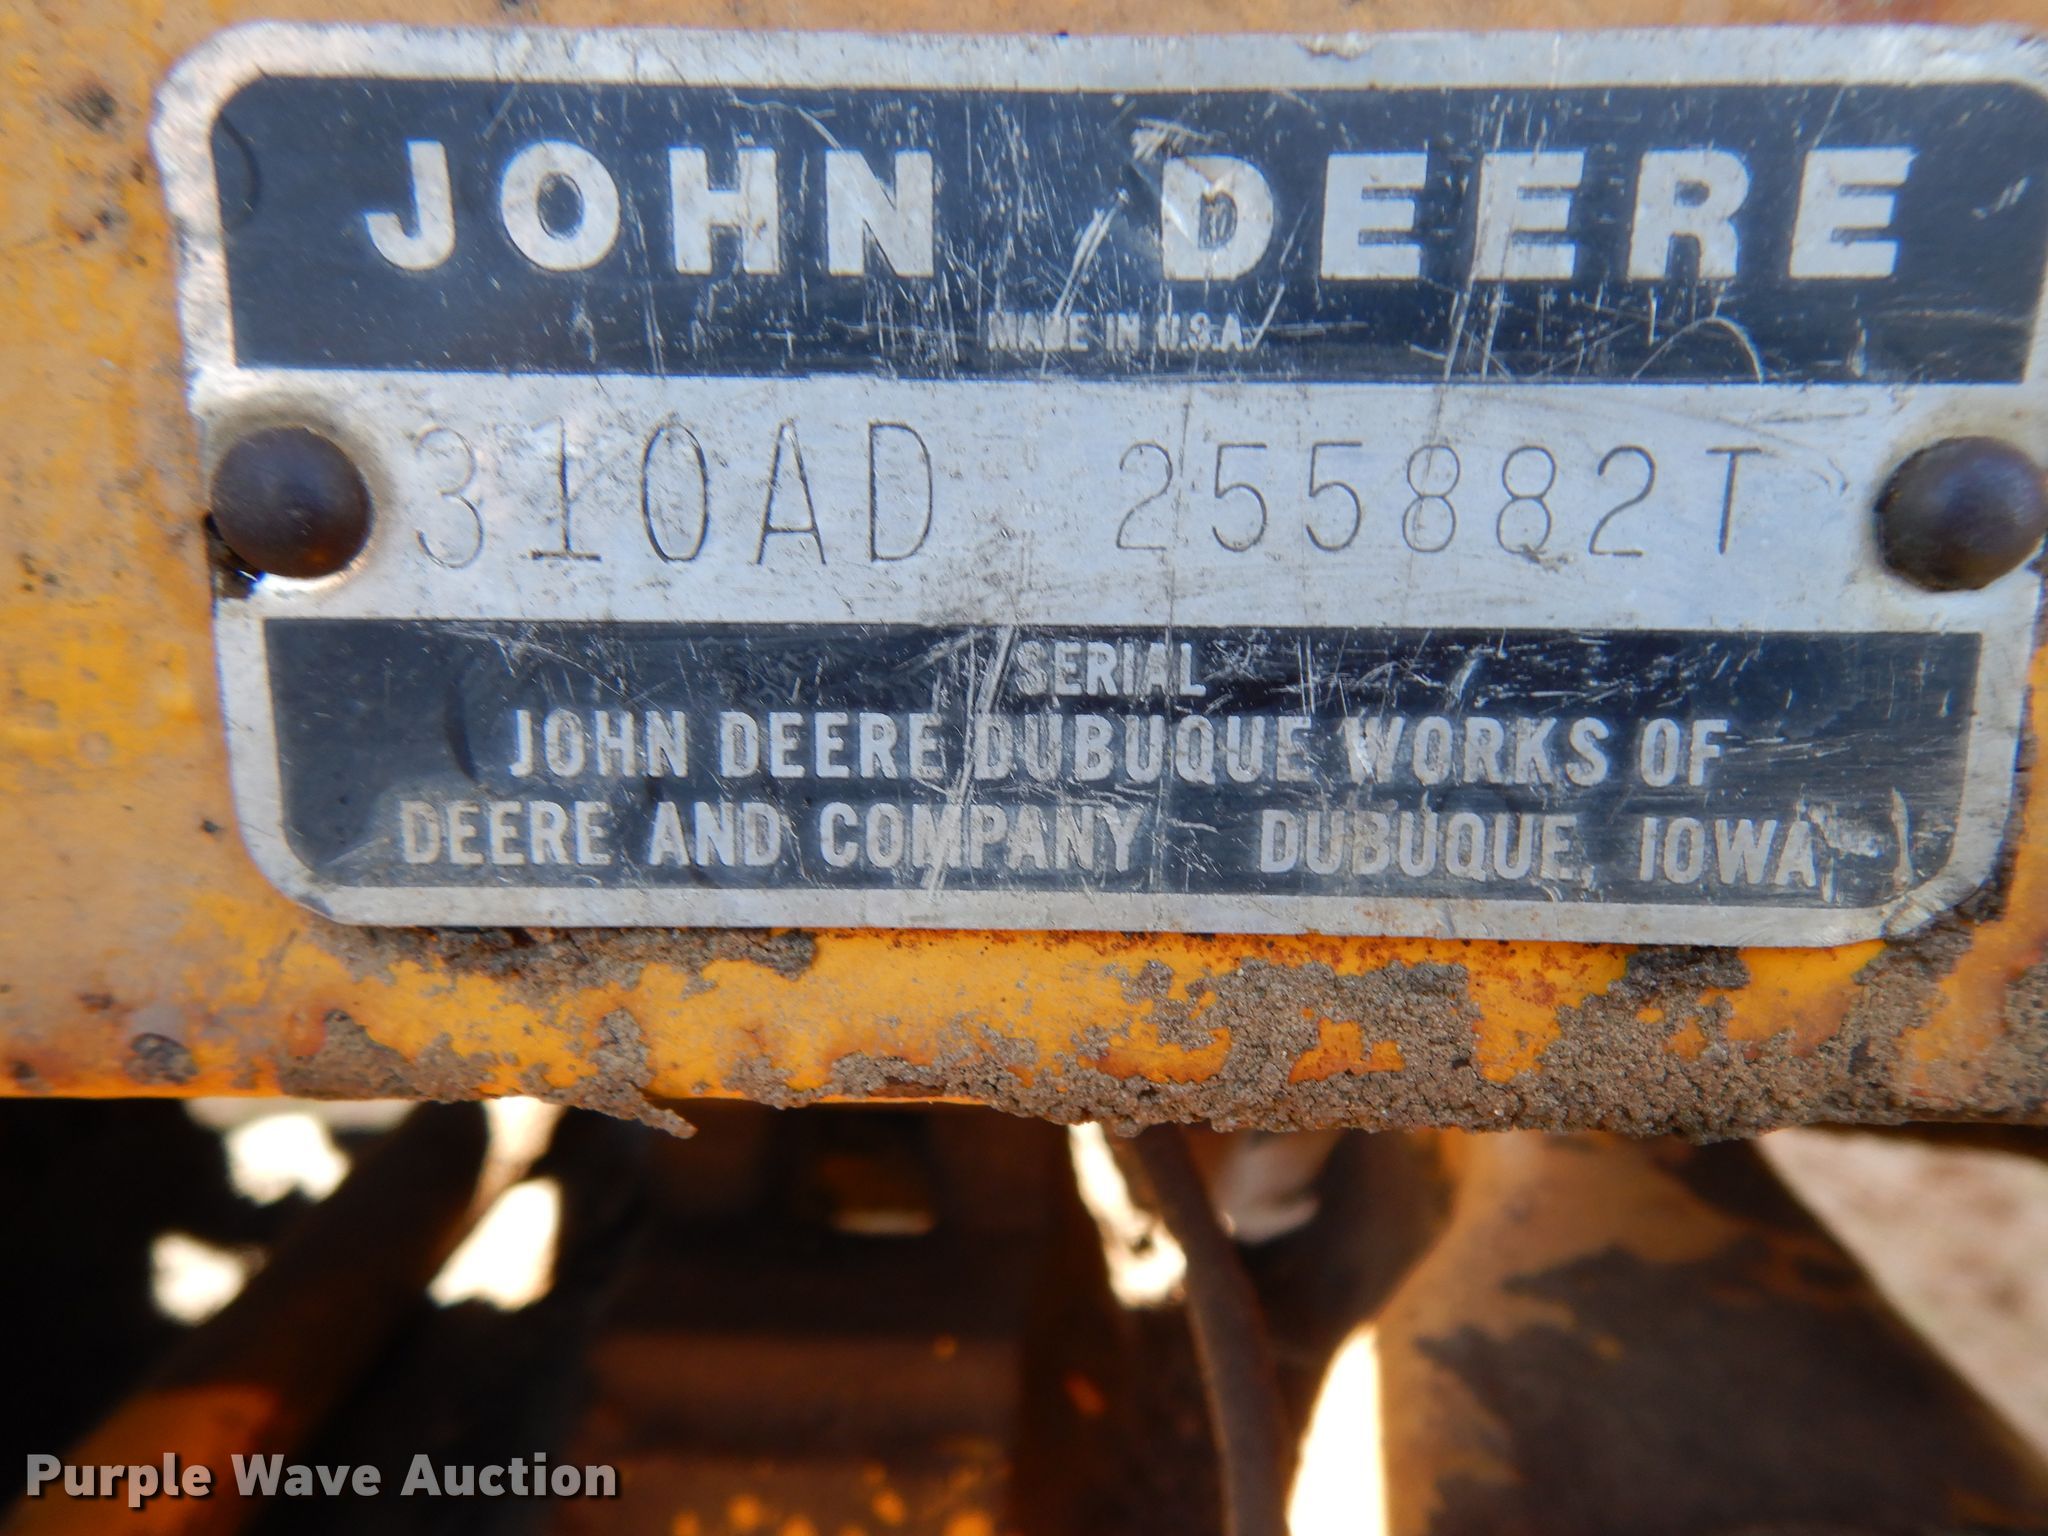 JOHN DEERE
MADE IN U.S.A.
310AD 255882T
SERIAL
JOHN DEERE DUBUQUE WORKS OF
DEERE AND COMPANY DUBUQUE, IOWA
Purple Wave Auction